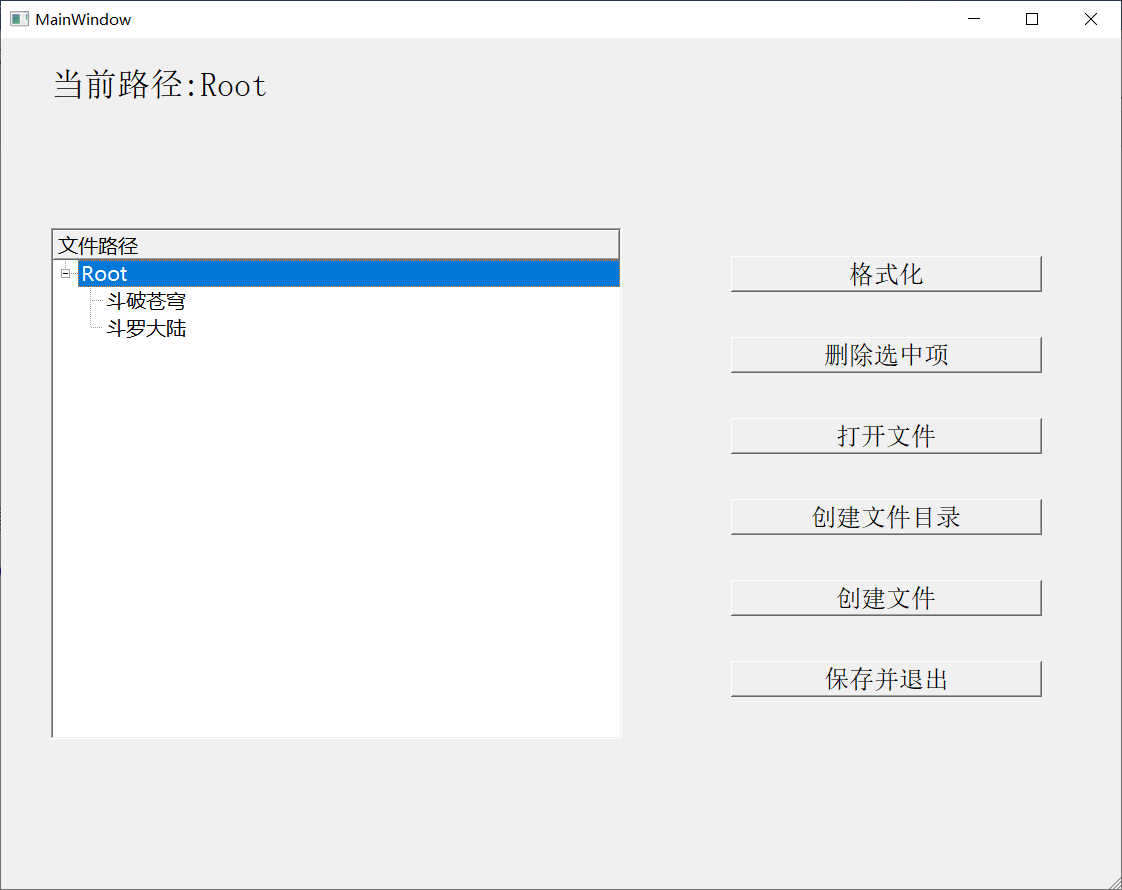 MainWindow
当前路径:Root
文件路径
Root
斗破苍穹
斗罗大陆
格式化
删除选中项
打开文件
创建文件目录
创建文件
保存并退出